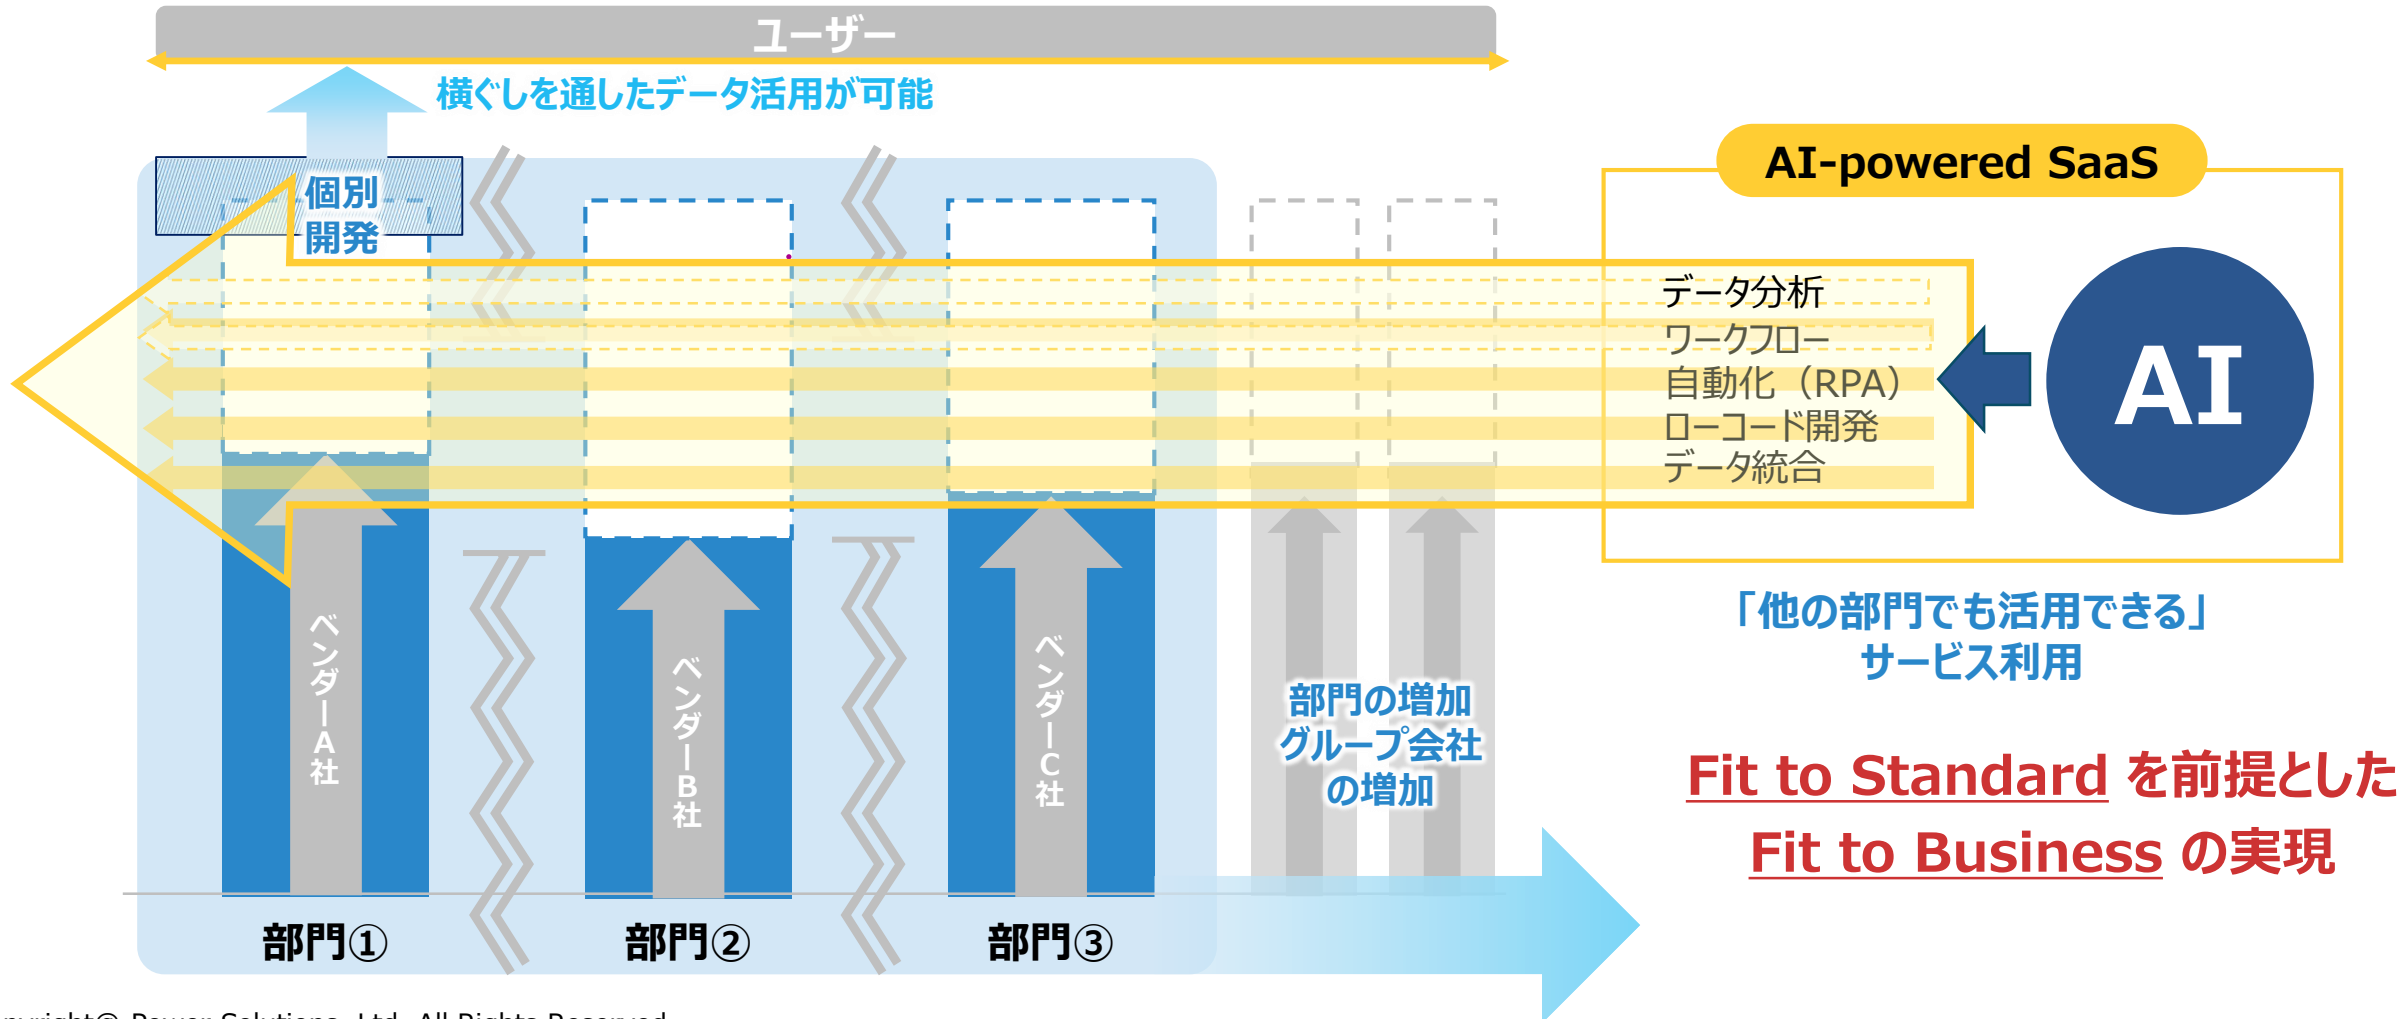 ユーザー
横ぐしを通したデータ活用が可能
個別
開発
AI-powered SaaS
データ分析
ワークフロー
自動化（RPA）
ローコード開発
データ統合
AI
ベンダーA社
ベンダーB社
ベンダーC社
部門の増加
グループ会社
の増加
「他の部門でも活用できる」
サービス利用
Fit to Standard を前提とした
Fit to Business の実現
部門①
部門②
部門③
Power Solutions, Ltd. All Rights Reserved